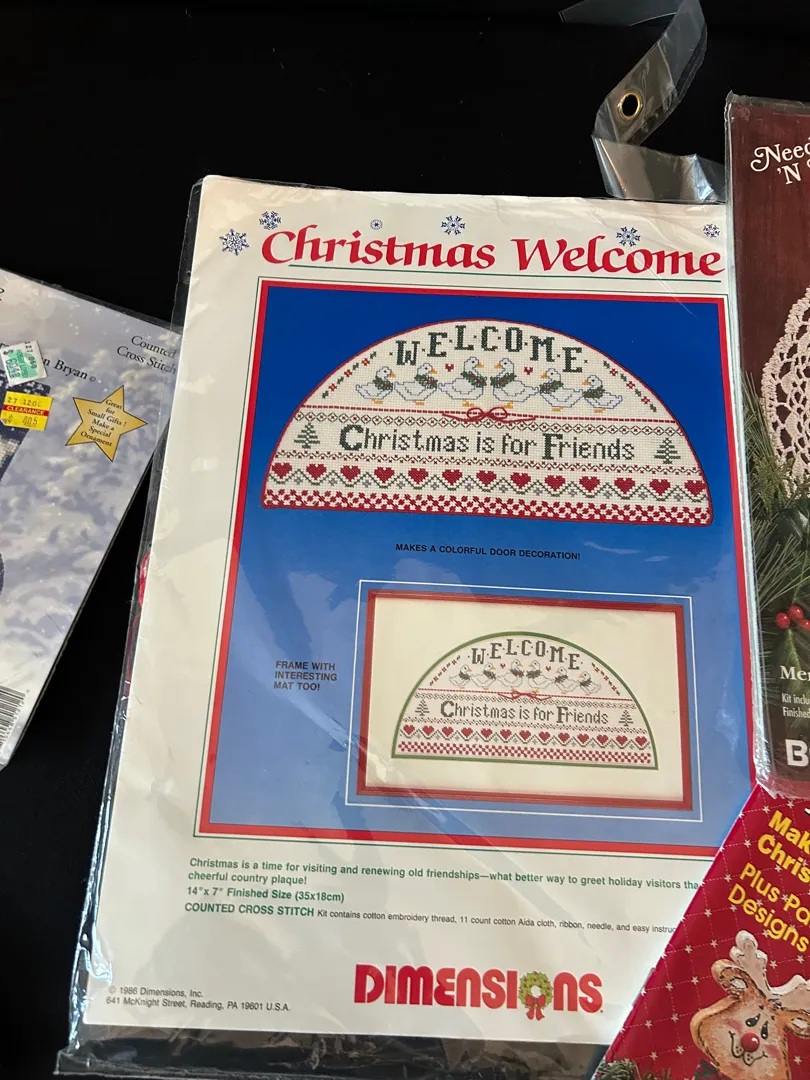 Christmas Welcome
WELCOME
Christmas is for Friends
MAKES A COLORFUL DOOR DECORATION!
FRAME WITH
INTERESTING
MAT TOO!
WELCOME
Christmas is for Friends
Christmas is a time for visiting and renewing old friendships—what better way to greet holiday visitors
cheerful country plaque!
14"x 7" Finished Size (35x18cm)
COUNTED CROSS STITCH Kit contains cotton embroidery thread, 11 count cotton Aida cloth, ribbon, needle, and easy
DIMENSIONS
© 1986 Dimensions, Inc.
641 McKnight Street, Reading, PA 19601 U.S.A.
Counted
Cross Stitch
Bryan ©
Great
for
Small Gifts!
Make a
Special
Ornament
CLEARANCE
'N
Kit
Finished
B
Plus
Designs